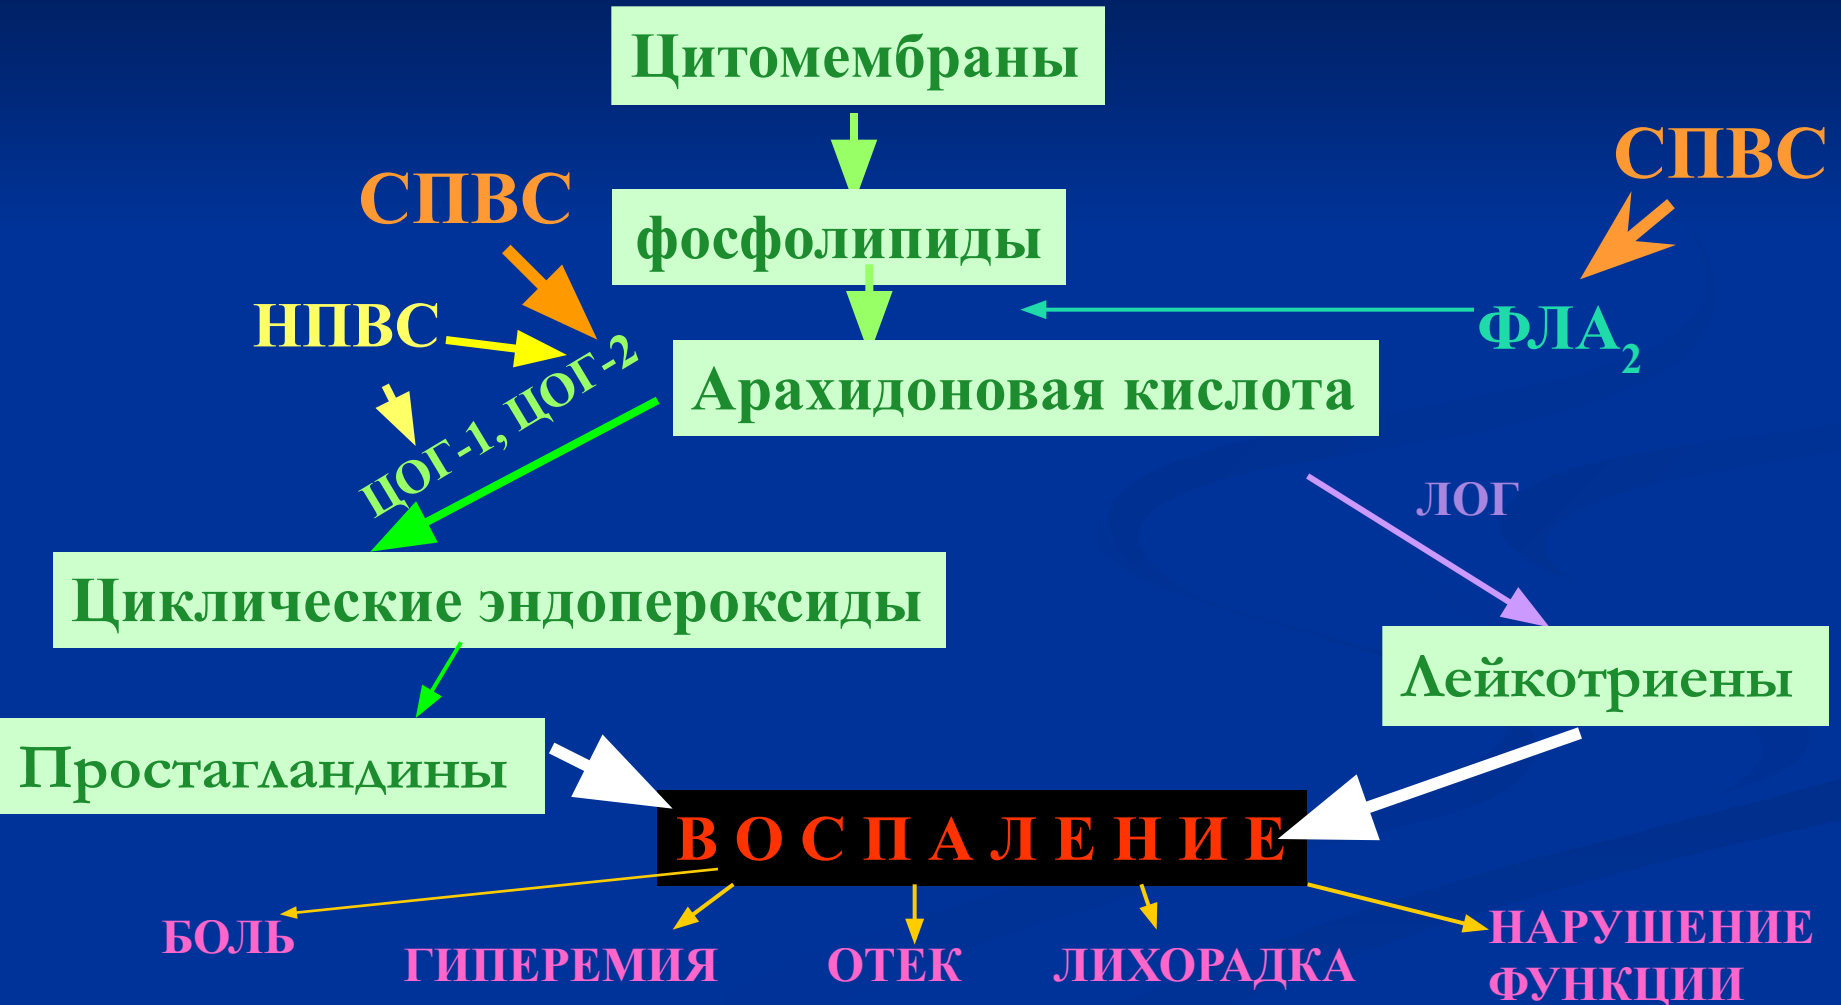 Цитомембраны
СПВС
СПВС
фосфолипиды
НПВС
ФЛА2
ЦОГ-1, ЦОГ-2
Арахидоновая кислота
ЛОГ
Циклические эндопероксиды
Лейкотриены
Простагландины
В О С П А Л Е Н И Е
БОЛЬ
ГИПЕРЕМИЯ
ОТЕК
ЛИХОРАДКА
НАРУШЕНИЕ
ФУНКЦИИ